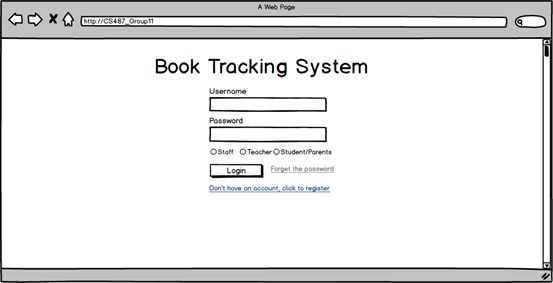 A Web Page
http://CS487_Group11
Book Tracking System
Username
Password
Staff Teacher Student/Parents
Login Forget the password
Don't have an account, click to register